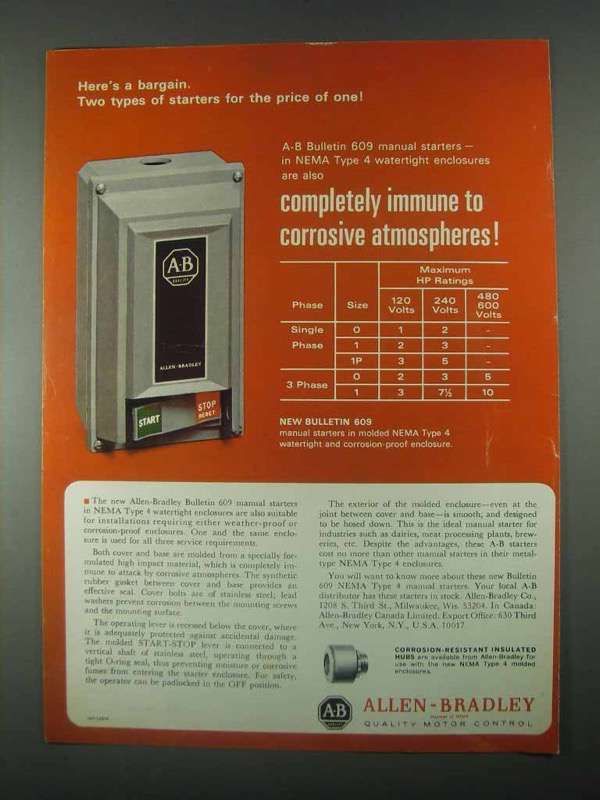 Here's a bargain.
Two types of starters for the price of one!
A-B Bulletin 609 manual starters —
in NEMA Type 4 watertight enclosures
are also
completely immune to
corrosive atmospheres!
Maximum
HP Ratings
Phase Size 120 Volts 240 Volts 480 600 Volts
Single 0 1 2 -
Phase 1 2 3 -
1P 3 5 -
3 Phase 0 2 3 5
1 3 7½ 10
A-B
QUALITY
ALLEN-BRADLEY
START
STOP
RESET
NEW BULLETIN 609
manual starters in molded NEMA Type 4
watertight and corrosion-proof enclosure.
■ The new Allen-Bradley Bulletin 609 manual starters
in NEMA Type 4 watertight enclosures are also suitable
for installations requiring either weather-proof or
corrosion-proof enclosures. One and the same enclo-
sure is used for all three service requirements.
Both cover and base are molded from a specially for-
mulated high impact material, which is completely im-
mune to attack by corrosive atmospheres. The synthetic
rubber gasket between cover and base provides an
effective seal. Cover bolts are of stainless steel; lead
washers prevent corrosion between the mounting screws
and the mounting surface.
The operating lever is recessed below the cover, where
it is adequately protected against accidental damage.
The molded START-STOP lever is connected to a
vertical shaft of stainless steel, operating through a
tight O-ring seal, thus preventing moisture or corrosive
fumes from entering the starter enclosure. For safety,
the operator can be padlocked in the OFF position.
The exterior of the molded enclosure—even at the
joint between cover and base—is smooth, and designed
to be hosed down. This is the ideal manual starter for
industries such as dairies, meat processing plants, brew-
eries, etc. Despite the advantages, these A-B starters
cost no more than other manual starters in their metal-
type NEMA Type 4 enclosures.
You will want to know more about these new Bulletin
609 NEMA Type 4 manual starters. Your local A-B
distributor has these starters in stock. Allen-Bradley Co.,
1208 S. Third St., Milwaukee, Wis. 53204. In Canada:
Allen-Bradley Canada Limited. Export Office: 630 Third
Ave., New York, N.Y., U.S.A. 10017
CORROSION-RESISTANT INSULATED
HUBS are available from Allen-Bradley for
use with the new NEMA Type 4 molded
enclosures.
A-B
QUALITY
ALLEN-BRADLEY
QUALITY MOTOR CONTROL